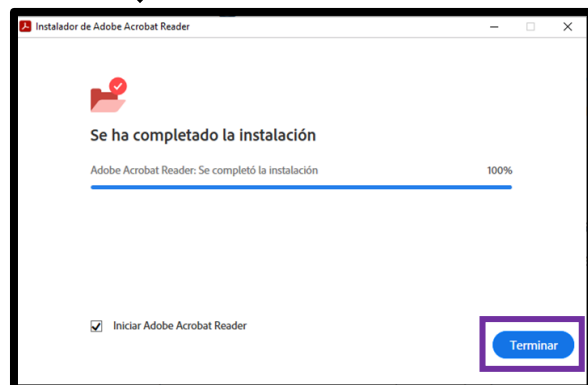 Instalador de Adobe Acrobat Reader
Se ha completado la instalación
Adobe Acrobat Reader: Se completó la instalación 100%
Iniciar Adobe Acrobat Reader
Terminar